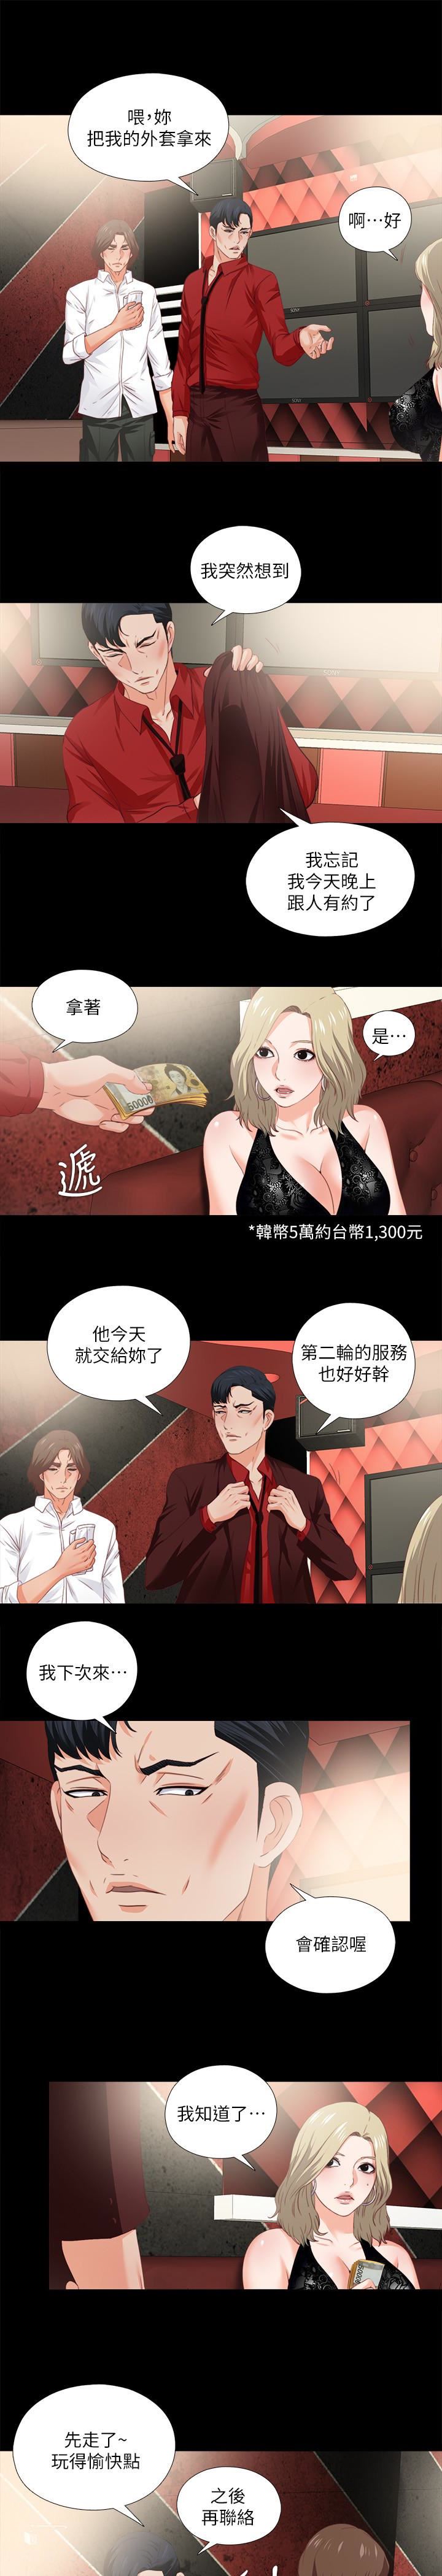 喂，妳
把我的外套拿來
啊…好
我突然想到
我忘記
我今天晚上
跟人有約了
拿著
是…
50000
遞
*韓幣5萬約台幣1,300元
他今天
就交給妳了
第二輪的服務
也好好幹
我下次來…
會確認喔
我知道了…
先走了~
玩得愉快點
之後
再聯絡